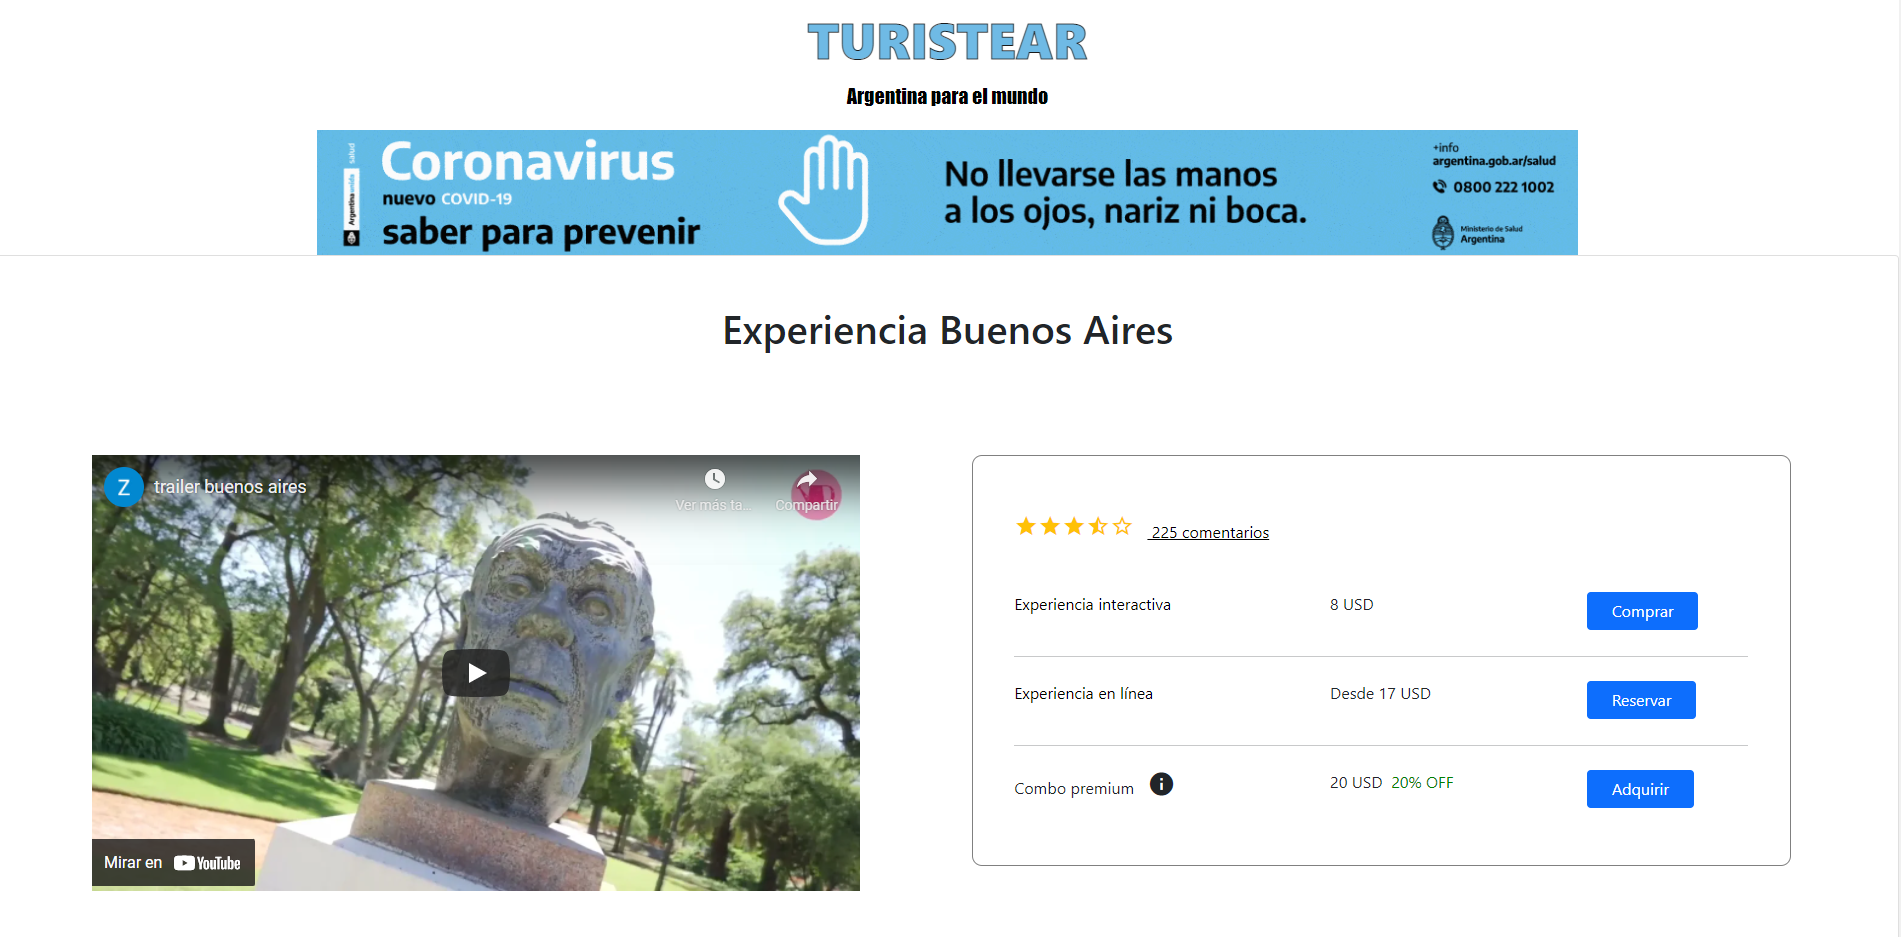 TURISTEAR
Argentina para el mundo
Argentina unida
salud
Coronavirus
nuevo COVID-19
saber para prevenir
No llevarse las manos
a los ojos, nariz ni boca.
+info
argentina.gob.ar/salud
0800 222 1002
Ministerio de Salud
Argentina
Experiencia Buenos Aires
Z
trailer buenos aires
Ver más ta...
Compartir
Mirar en YouTube
225 comentarios
Experiencia interactiva 8 USD Comprar
Experiencia en línea Desde 17 USD Reservar
Combo premium i 20 USD 20% OFF Adquirir